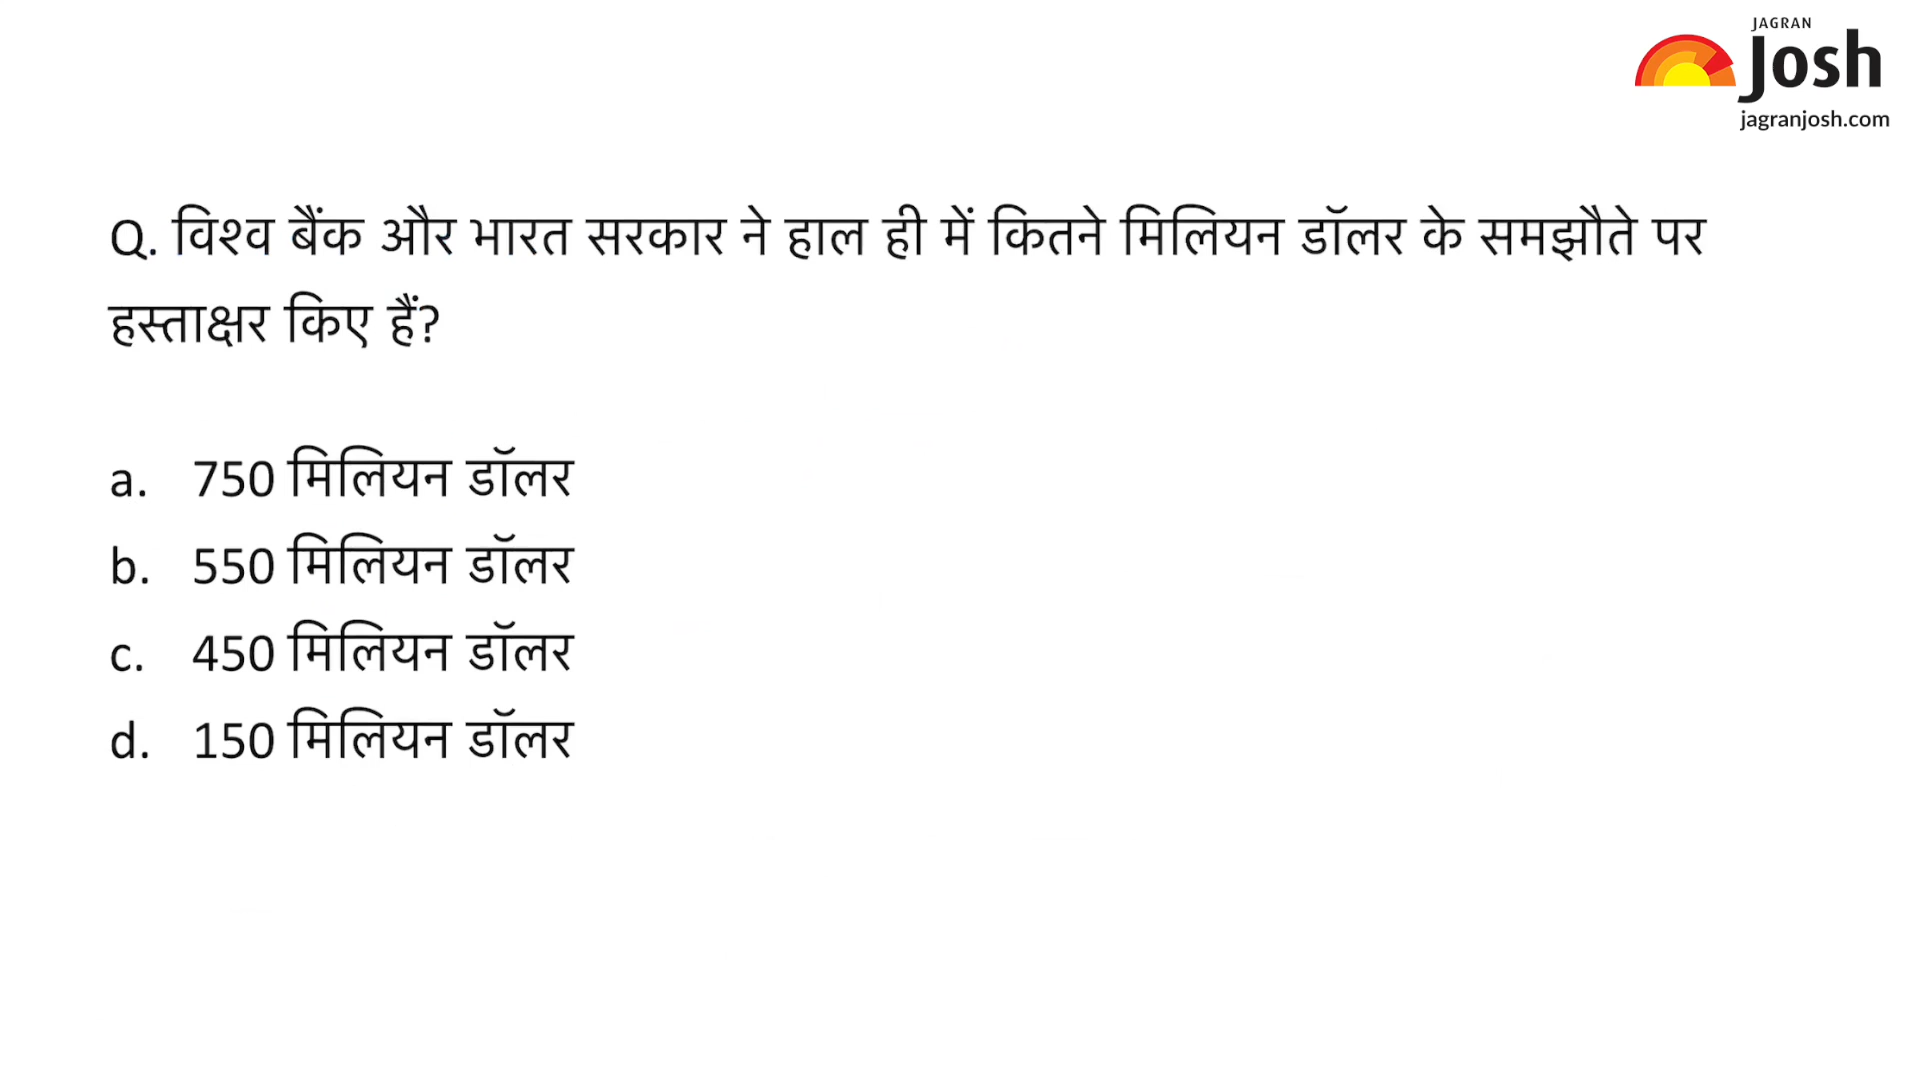 JAGRAN
Josh
jagranjosh.com
Q. विश्व बैंक और भारत सरकार ने हाल ही में कितने मिलियन डॉलर के समझौते पर
हस्ताक्षर किए हैं?
a. 750 मिलियन डॉलर
b. 550 मिलियन डॉलर
c. 450 मिलियन डॉलर
d. 150 मिलियन डॉलर